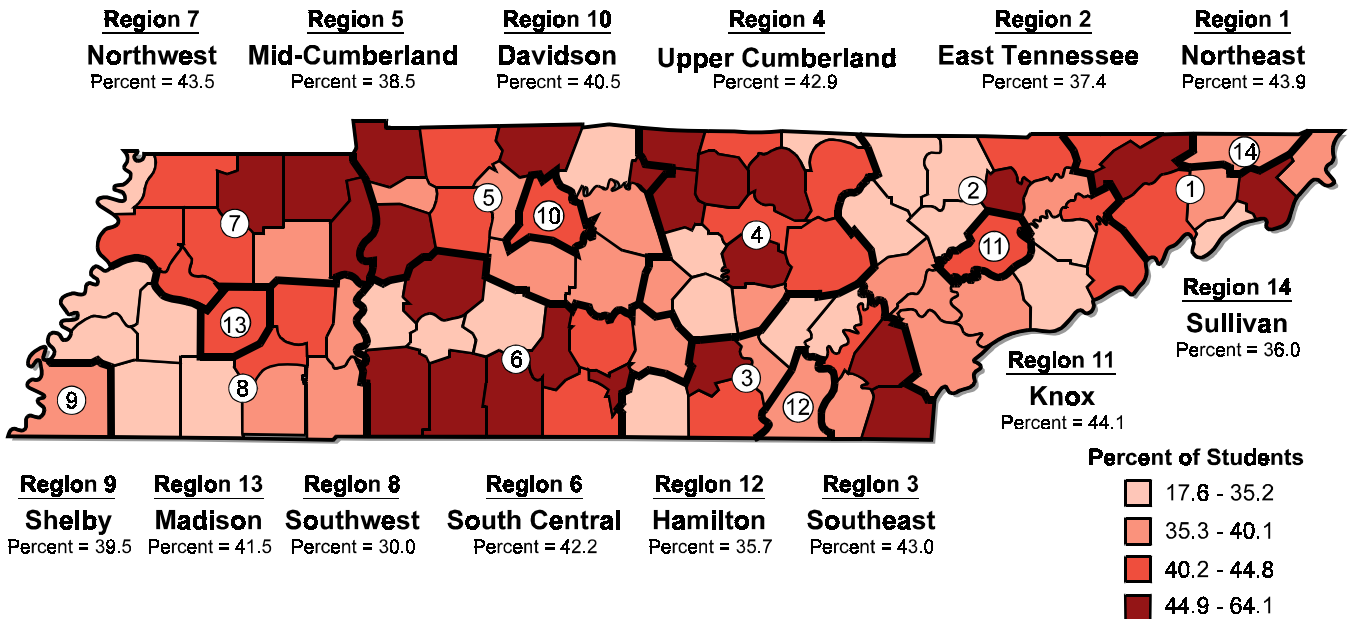 Region 7
Northwest
Percent = 43.5
Region 5
Mid-Cumberland
Percent = 38.5
Region 10
Davidson
Perecnt = 40.5
Region 4
Upper Cumberland
Percent = 42.9
Region 2
East Tennessee
Percent = 37.4
Region 1
Northeast
Percent = 43.9
14
1
2
5
10
7
4
11
13
6
3
8
9
12
Region 14
Sullivan
Percent = 36.0
Region 11
Knox
Percent = 44.1
Region 9
Shelby
Percent = 39.5
Region 13
Madison
Percent = 41.5
Region 8
Southwest
Percent = 30.0
Region 6
South Central
Percent = 42.2
Region 12
Hamilton
Percent = 35.7
Region 3
Southeast
Percent = 43.0
Percent of Students
17.6 - 35.2
35.3 - 40.1
40.2 - 44.8
44.9 - 64.1